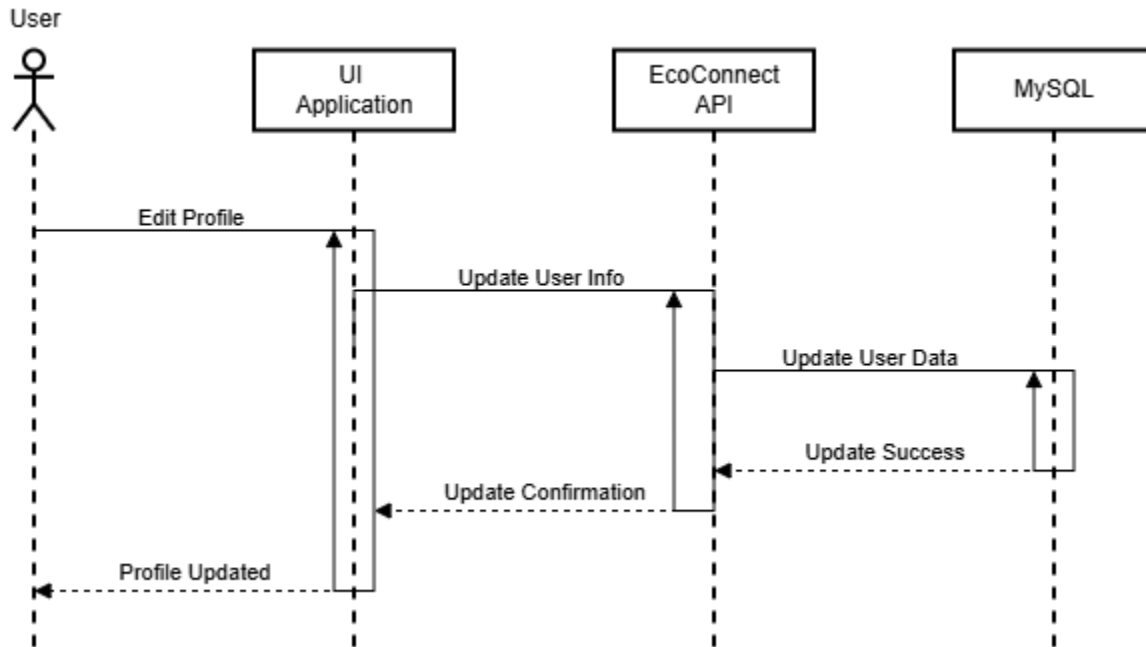 User
UI
Application
EcoConnect
API
MySQL
Edit Profile
Update User Info
Update User Data
Update Success
Update Confirmation
Profile Updated